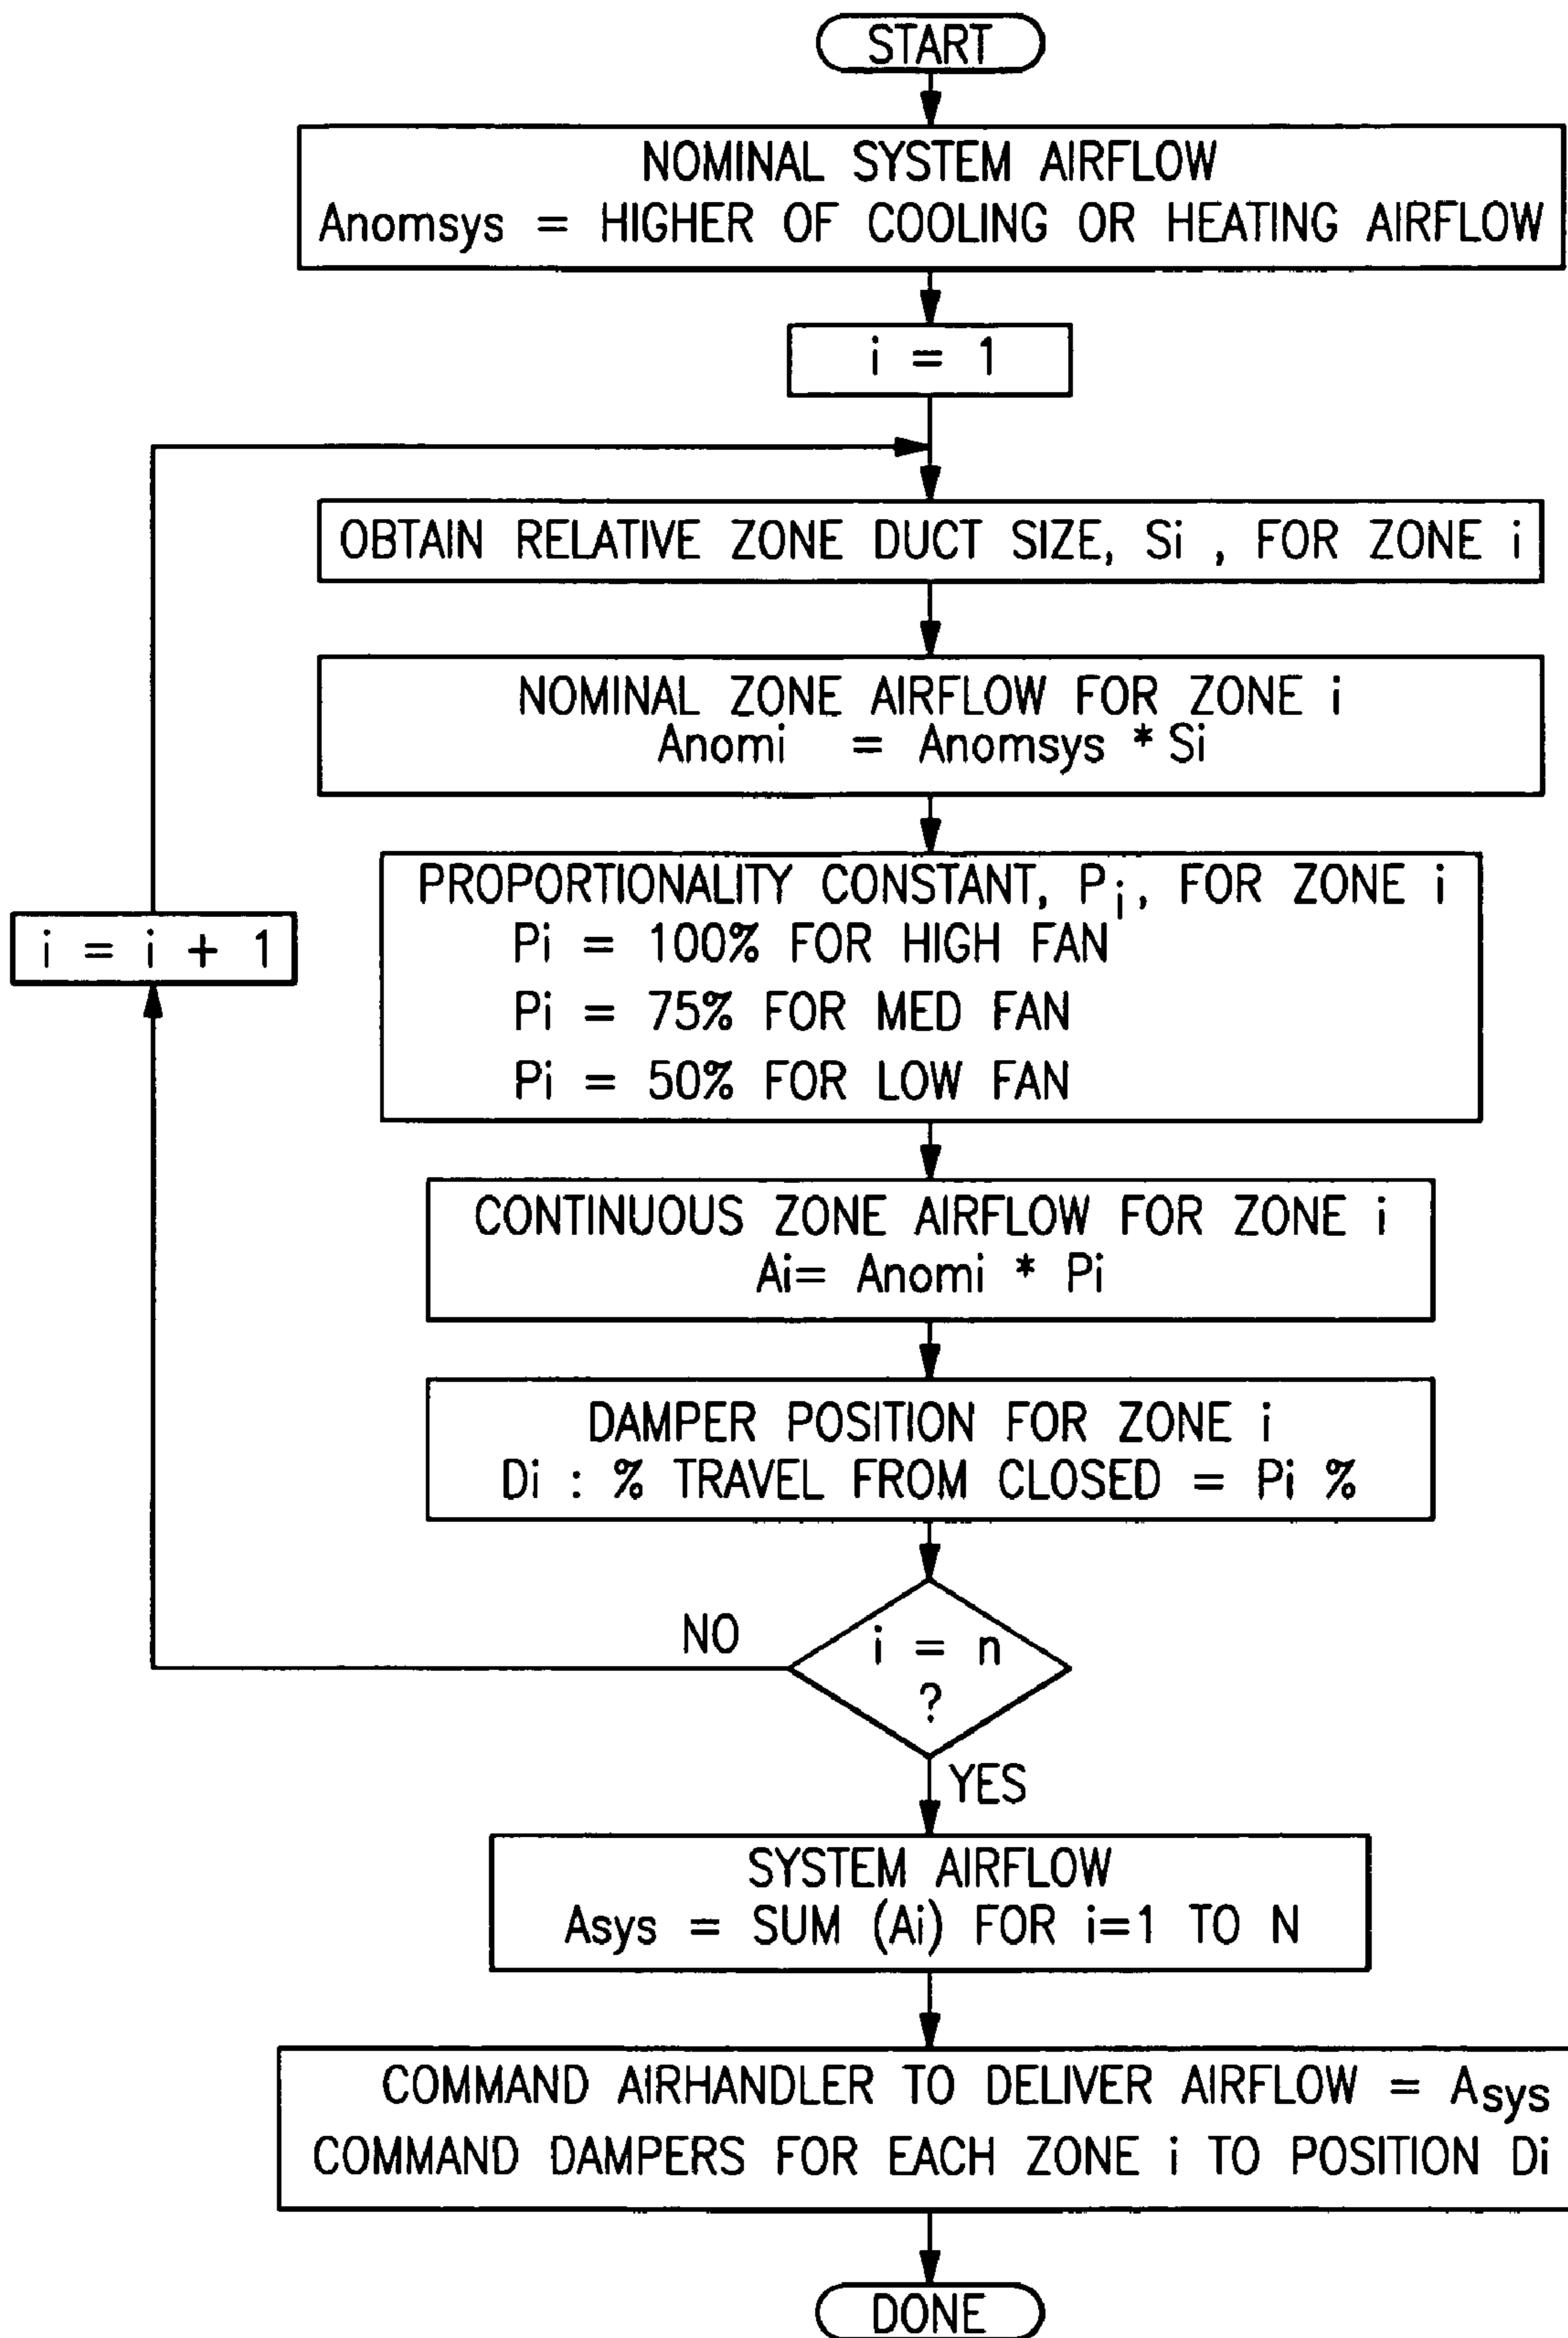 START
NOMINAL SYSTEM AIRFLOW
Anomsys = HIGHER OF COOLING OR HEATING AIRFLOW
i = 1
OBTAIN RELATIVE ZONE DUCT SIZE, Si , FOR ZONE i
NOMINAL ZONE AIRFLOW FOR ZONE i
Anomi = Anomsys * Si
PROPORTIONALITY CONSTANT, Pi, FOR ZONE i
Pi = 100% FOR HIGH FAN
Pi = 75% FOR MED FAN
Pi = 50% FOR LOW FAN
i = i + 1
CONTINUOUS ZONE AIRFLOW FOR ZONE i
Ai= Anomi * Pi
DAMPER POSITION FOR ZONE i
Di : % TRAVEL FROM CLOSED = Pi %
NO
i = n
?
YES
SYSTEM AIRFLOW
Asys = SUM (Ai) FOR i=1 TO N
COMMAND AIRHANDLER TO DELIVER AIRFLOW = Asys
COMMAND DAMPERS FOR EACH ZONE i TO POSITION Di
DONE